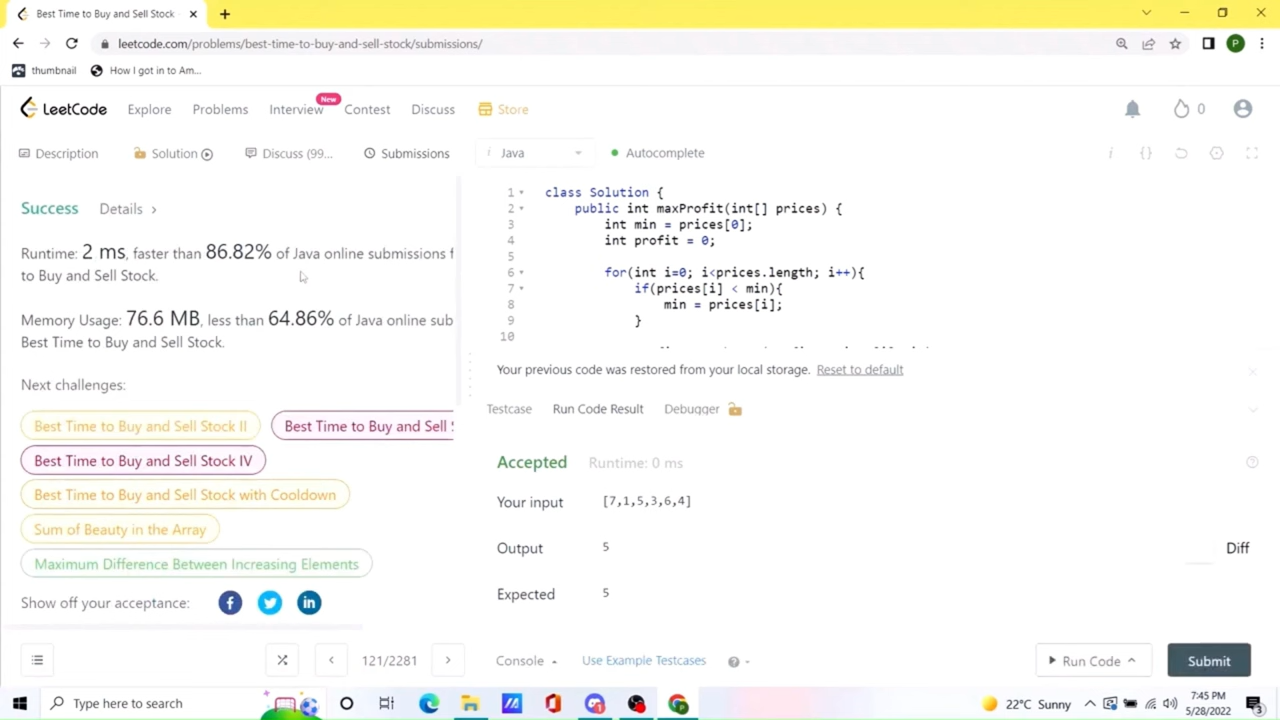 Best Time to Buy and Sell Stock
leetcode.com/problems/best-time-to-buy-and-sell-stock/submissions/
P
thumbnail
How I got in to Am...
LeetCode
Explore
Problems
Interview
New
Contest
Discuss
Store
0
Description
Solution
Discuss (99...
Submissions
i Java
Autocomplete
i
{}
Success
Details >
Runtime: 2 ms, faster than 86.82% of Java online submissions f
to Buy and Sell Stock.
Memory Usage: 76.6 MB, less than 64.86% of Java online sub
Best Time to Buy and Sell Stock.
Next challenges:
Best Time to Buy and Sell Stock II
Best Time to Buy and Sell
Best Time to Buy and Sell Stock IV
Best Time to Buy and Sell Stock with Cooldown
Sum of Beauty in the Array
Maximum Difference Between Increasing Elements
Show off your acceptance:
1 class Solution {
2 public int maxProfit(int[] prices) {
3 int min = prices[0];
4 int profit = 0;
5
6 for(int i=0; i<prices.length; i++){
7 if(prices[i] < min){
8 min = prices[i];
9 }
10
Your previous code was restored from your local storage. Reset to default
Testcase
Run Code Result
Debugger
Accepted
Runtime: 0 ms
Your input
[7,1,5,3,6,4]
Output
5
Diff
Expected
5
121/2281
Console
Use Example Testcases
Run Code
Submit
Type here to search
22°C Sunny
7:45 PM
5/28/2022
3